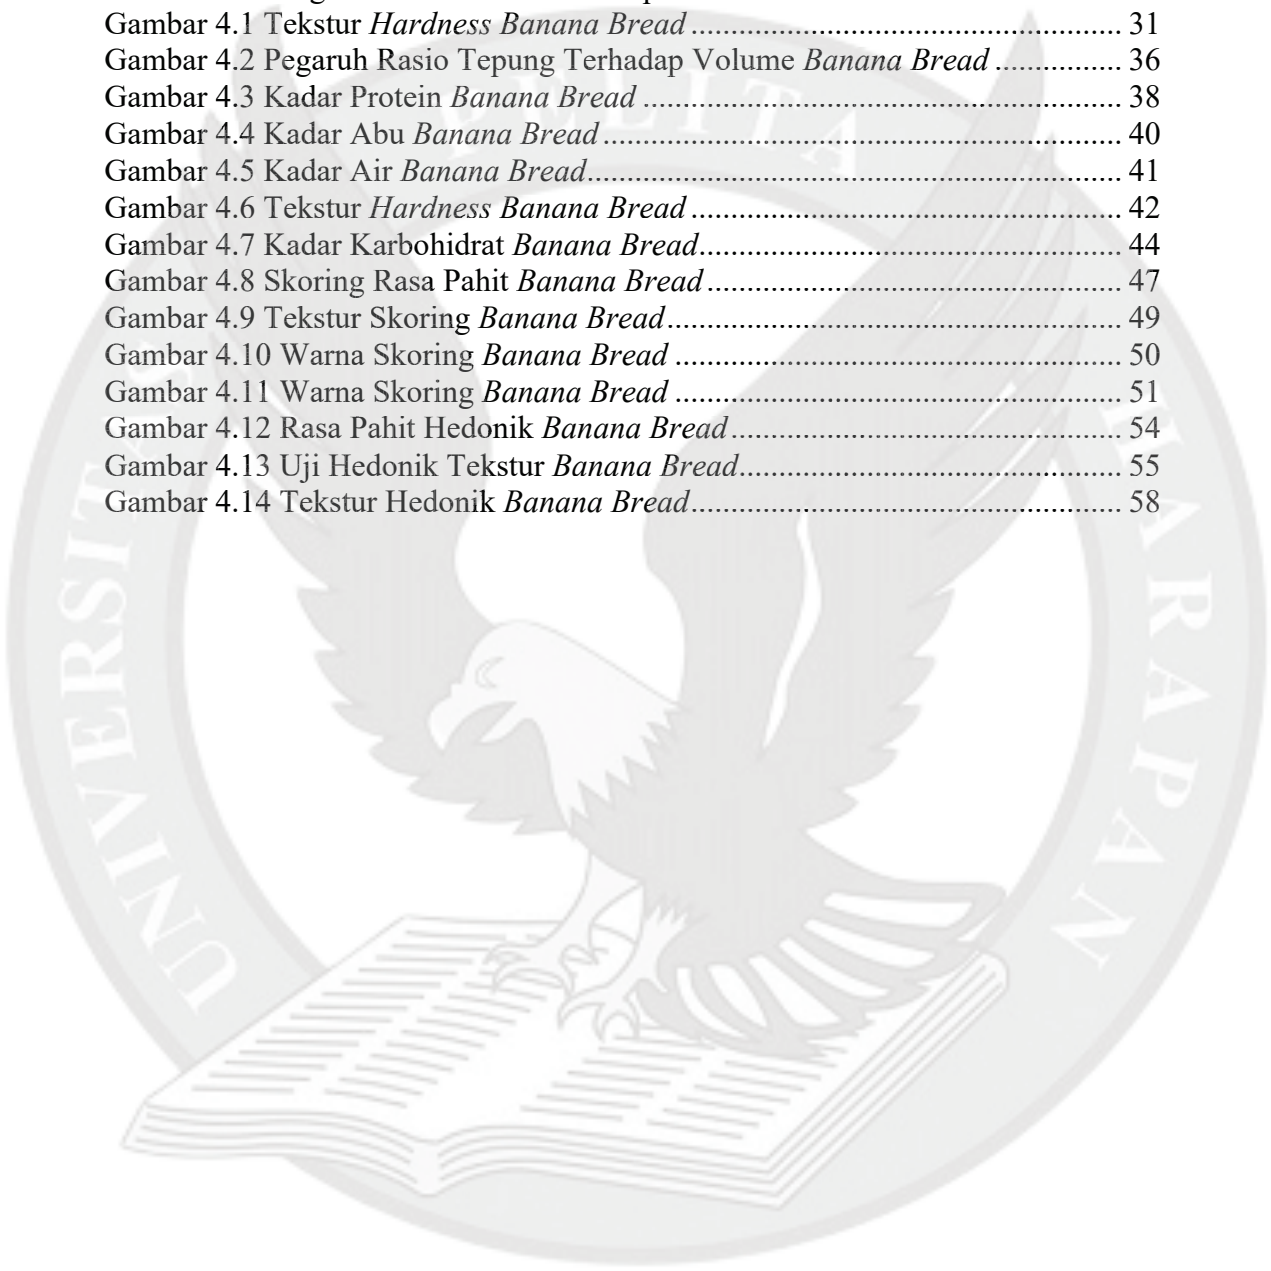 Gambar 4.1 Tekstur Hardness Banana Bread ........................................................ 31
Gambar 4.2 Pegaruh Rasio Tepung Terhadap Volume Banana Bread ................ 36
Gambar 4.3 Kadar Protein Banana Bread ............................................................. 38
Gambar 4.4 Kadar Abu Banana Bread .................................................................. 40
Gambar 4.5 Kadar Air Banana Bread.................................................................... 41
Gambar 4.6 Tekstur Hardness Banana Bread ....................................................... 42
Gambar 4.7 Kadar Karbohidrat Banana Bread...................................................... 44
Gambar 4.8 Skoring Rasa Pahit Banana Bread ..................................................... 47
Gambar 4.9 Tekstur Skoring Banana Bread.......................................................... 49
Gambar 4.10 Warna Skoring Banana Bread ......................................................... 50
Gambar 4.11 Warna Skoring Banana Bread ......................................................... 51
Gambar 4.12 Rasa Pahit Hedonik Banana Bread .................................................. 54
Gambar 4.13 Uji Hedonik Tekstur Banana Bread................................................. 55
Gambar 4.14 Tekstur Hedonik Banana Bread....................................................... 58
UNIVERSITAS PELITA HARAPAN